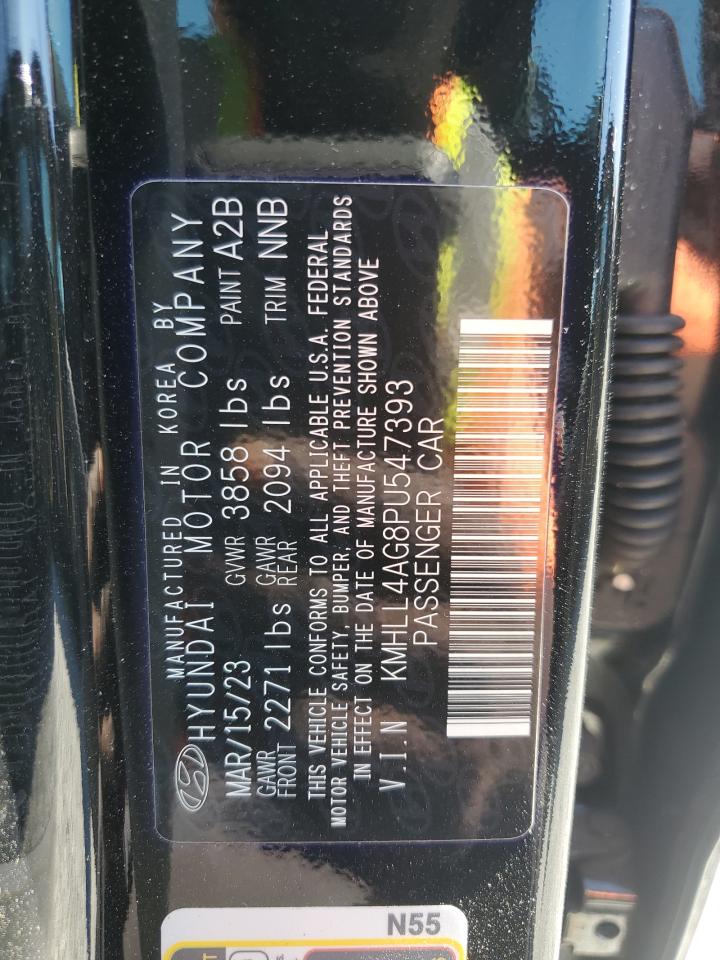 MANUFACTURED IN KOREA BY
HYUNDAI MOTOR COMPANY
MAR/15/23 GVWR 3858 lbs PAINT A2B
GAWR FRONT 2271 lbs GAWR REAR 2094 lbs TRIM NNB
THIS VEHICLE CONFORMS TO ALL APPLICABLE U.S.A. FEDERAL
MOTOR VEHICLE SAFETY, BUMPER, AND THEFT PREVENTION STANDARDS
IN EFFECT ON THE DATE OF MANUFACTURE SHOWN ABOVE
V.I.N KMHLL4AG8PU547393
PASSENGER CAR
N55